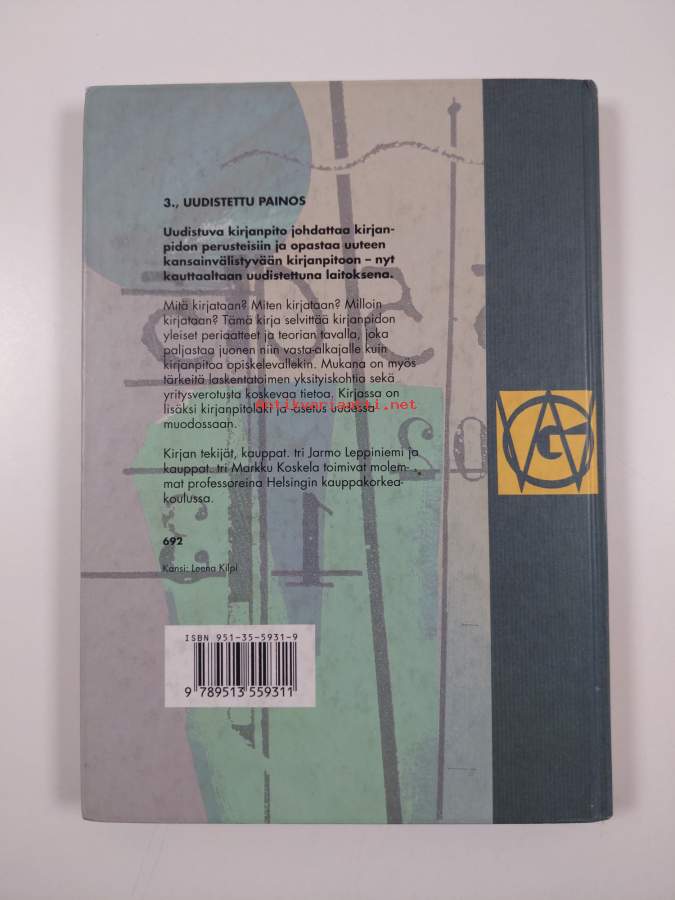 3., UUDISTETTU PAINOS
Uudistuva kirjanpito johdattaa kirjan-
pidon perusteisiin ja opastaa uuteen
kansainvälistyvään kirjanpitoon – nyt
kauttaaltaan uudistettuna laitoksena.
Mitä kirjataan? Miten kirjataan? Milloin
kirjataan? Tämä kirja selvittää kirjanpidon
yleiset periaatteet ja teorian tavalla, joka
paljastaa juonen niin vasta-alkajalle kuin
kirjanpitoa opiskelevallekin. Mukana on myös
tärkeitä laskentatoimen yksityiskohtia sekä
yritysverotusta koskevaa tietoa. Kirjassa on
lisäksi kirjanpitolaki ja -asetus uudessa
muodossaan.
antikvariantti.net
Kirjan tekijät, kauppat. tri Jarmo Leppiniemi ja
kauppat. tri Markku Koskela toimivat molem-
mat professoreina Helsingin kauppakorkea-
koulussa.
692
Kansi: Leena Kilpi
ISBN 951-35-5931-9
9 789513 559311